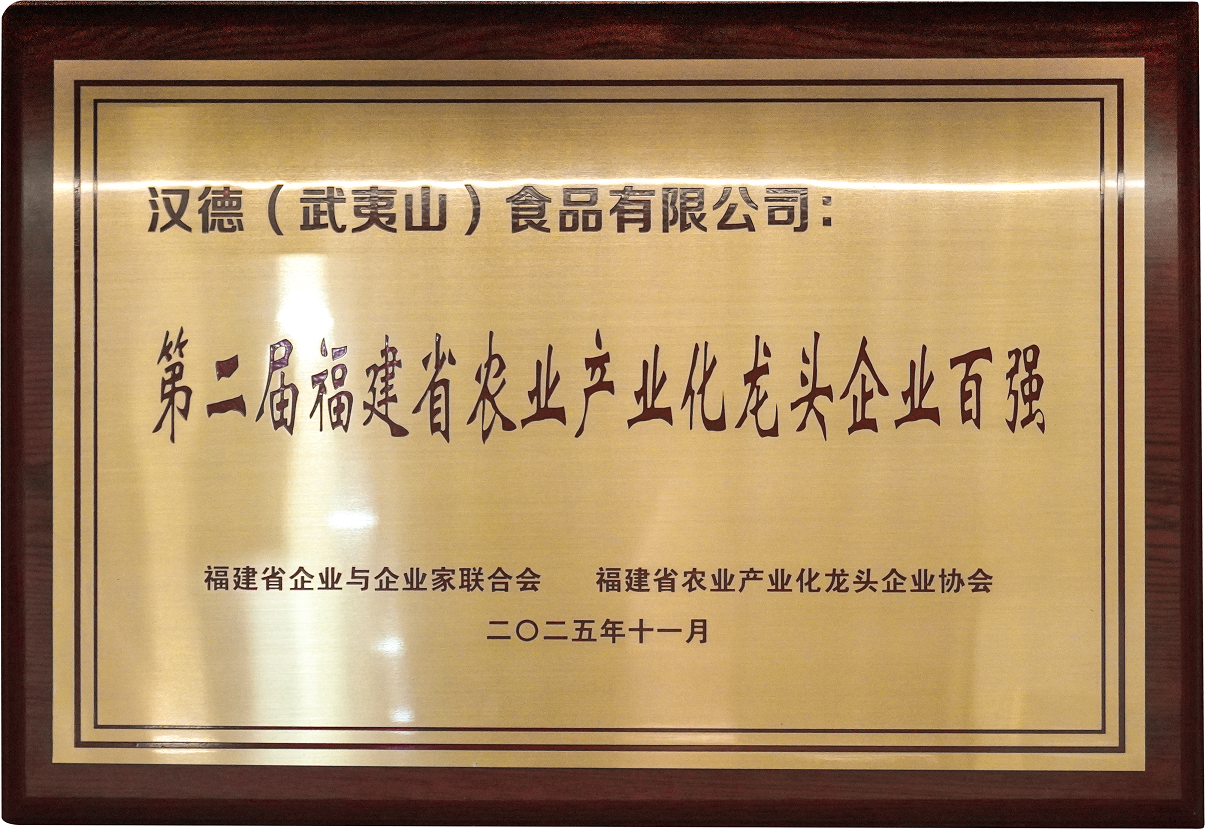 汉德（武夷山）食品有限公司：
第二届福建省农业产业化龙头企业百强
福建省企业与企业家联合会 福建省农业产业化龙头企业协会
二〇二五年十一月